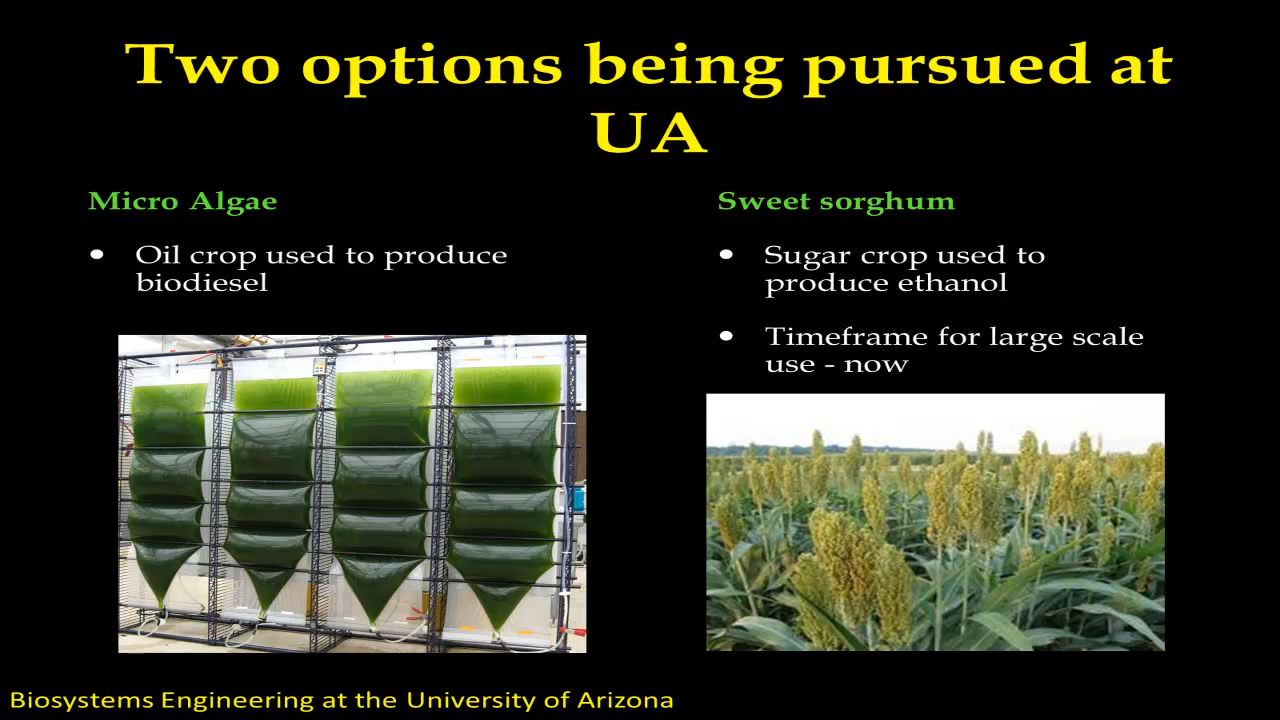 Two options being pursued at
UA
Micro Algae
• Oil crop used to produce
biodiesel
Sweet sorghum
• Sugar crop used to
produce ethanol
• Timeframe for large scale
use - now
Biosystems Engineering at the University of Arizona